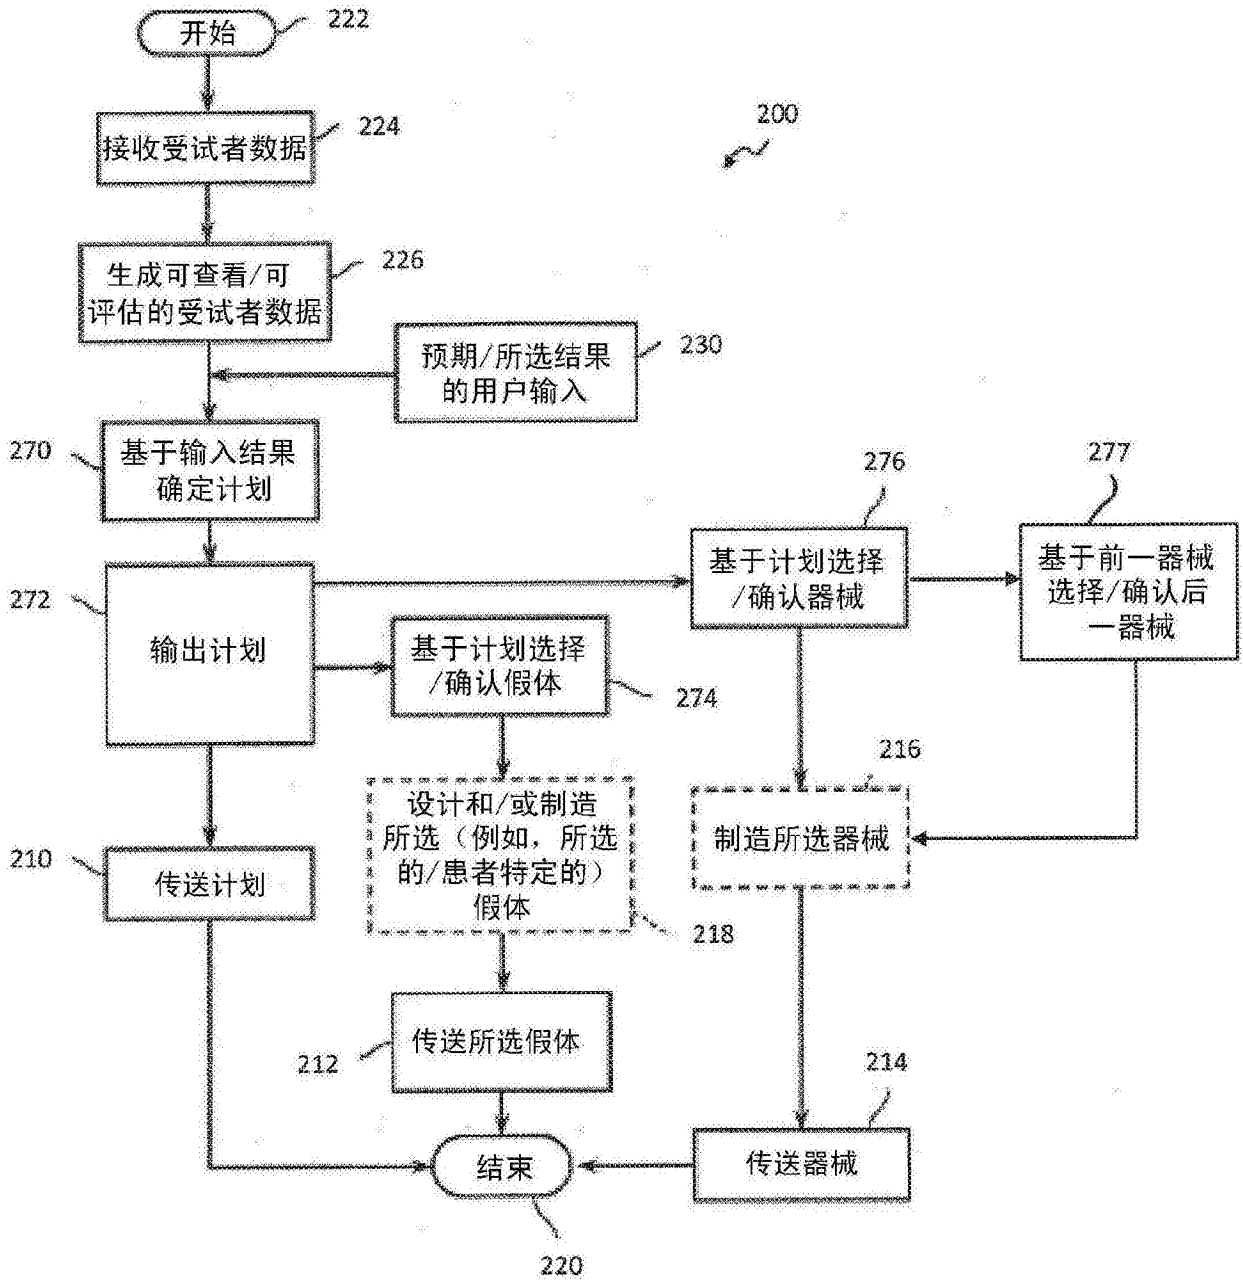 开始
222
接收受试者数据
224
200
生成可查看/可
评估的受试者数据
226
预期/所选结果
的用户输入
230
基于输入结果
确定计划
270
输出计划
272
基于计划选择
/确认器械
276
基于前一器械
选择/确认后
一器械
277
基于计划选择
/确认假体
274
设计和/或制造
所选（例如，所选
的/患者特定的）
假体
218
制造所选器械
216
传送计划
210
传送所选假体
212
传送器械
214
结束
220